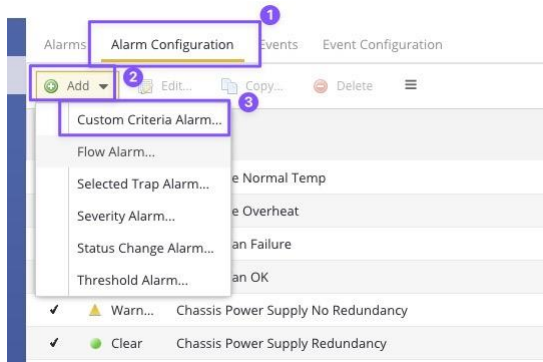 1
Alarms Alarm Configuration Events Event Configuration
Add 2 Edit... Copy... Delete
3
Custom Criteria Alarm...
Flow Alarm...
Selected Trap Alarm... e Normal Temp
Severity Alarm... e Overheat
Status Change Alarm... an Failure
Threshold Alarm... an OK
Warn... Chassis Power Supply No Redundancy
Clear Chassis Power Supply Redundancy